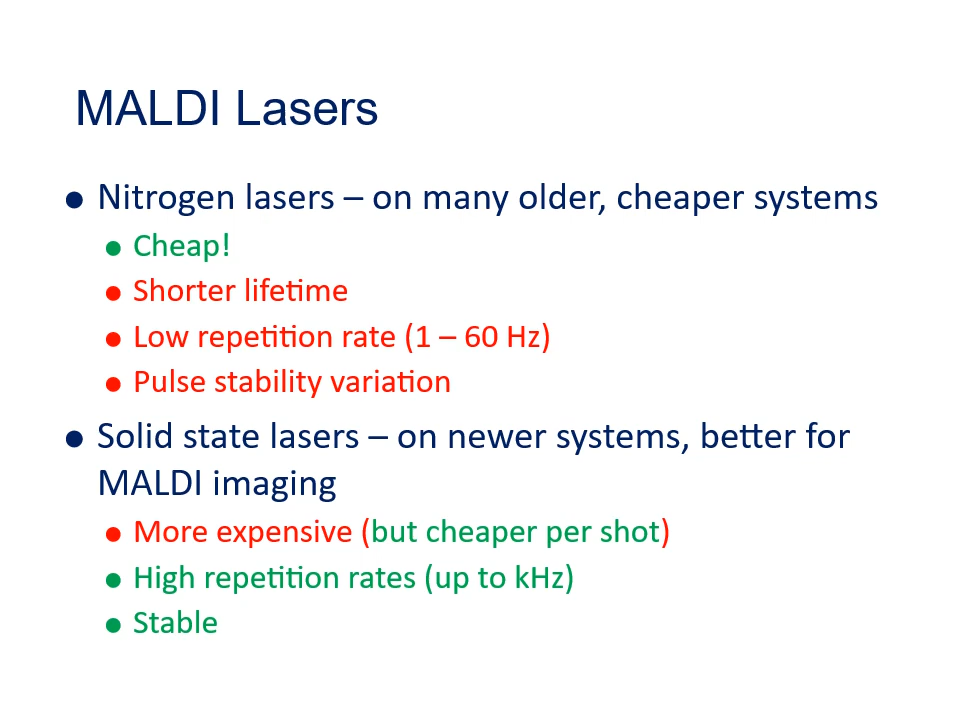 MALDI Lasers
● Nitrogen lasers – on many older, cheaper systems
● Cheap!
● Shorter lifetime
● Low repetition rate (1 – 60 Hz)
● Pulse stability variation
● Solid state lasers – on newer systems, better for
MALDI imaging
● More expensive (but cheaper per shot)
● High repetition rates (up to kHz)
● Stable